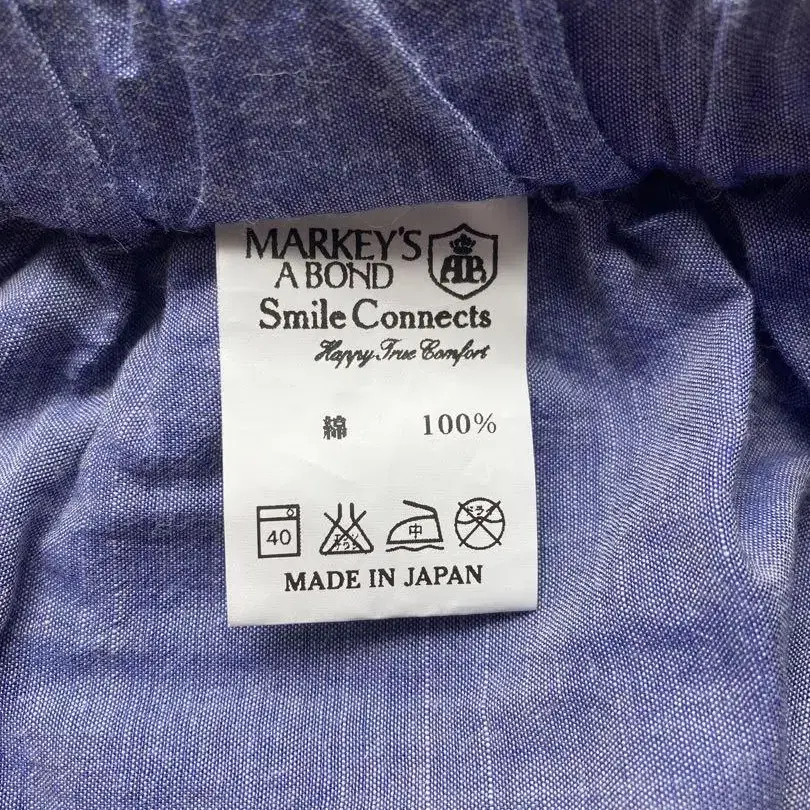 MARKEY'S
A BOND
AB
Smile Connects
Happy True Comfort
綿 100%
40
中
MADE IN JAPAN